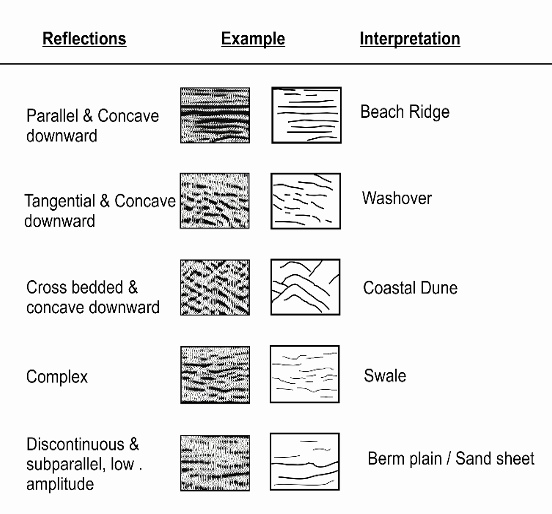 Reflections Example Interpretation
Parallel & Concave
downward
Beach Ridge
Tangential & Concave
downward
Washover
Cross bedded &
concave downward
Coastal Dune
Complex
Swale
Discontinuous &
subparallel, low .
amplitude
Berm plain / Sand sheet